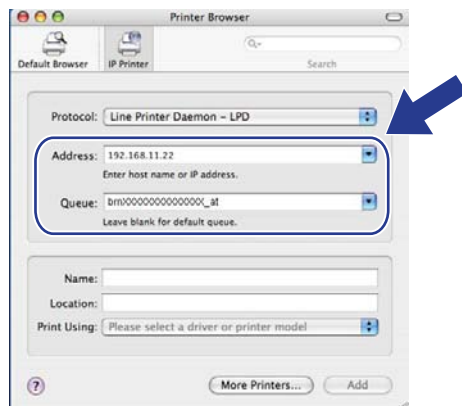 Printer Browser
Default Browser
IP Printer
Search
Protocol: Line Printer Daemon – LPD
Address: 192.168.11.22
Enter host name or IP address.
Queue: brnXXXXXXXXXXXX_at
Leave blank for default queue.
Name:
Location:
Print Using: Please select a driver or printer model
?
More Printers...
Add